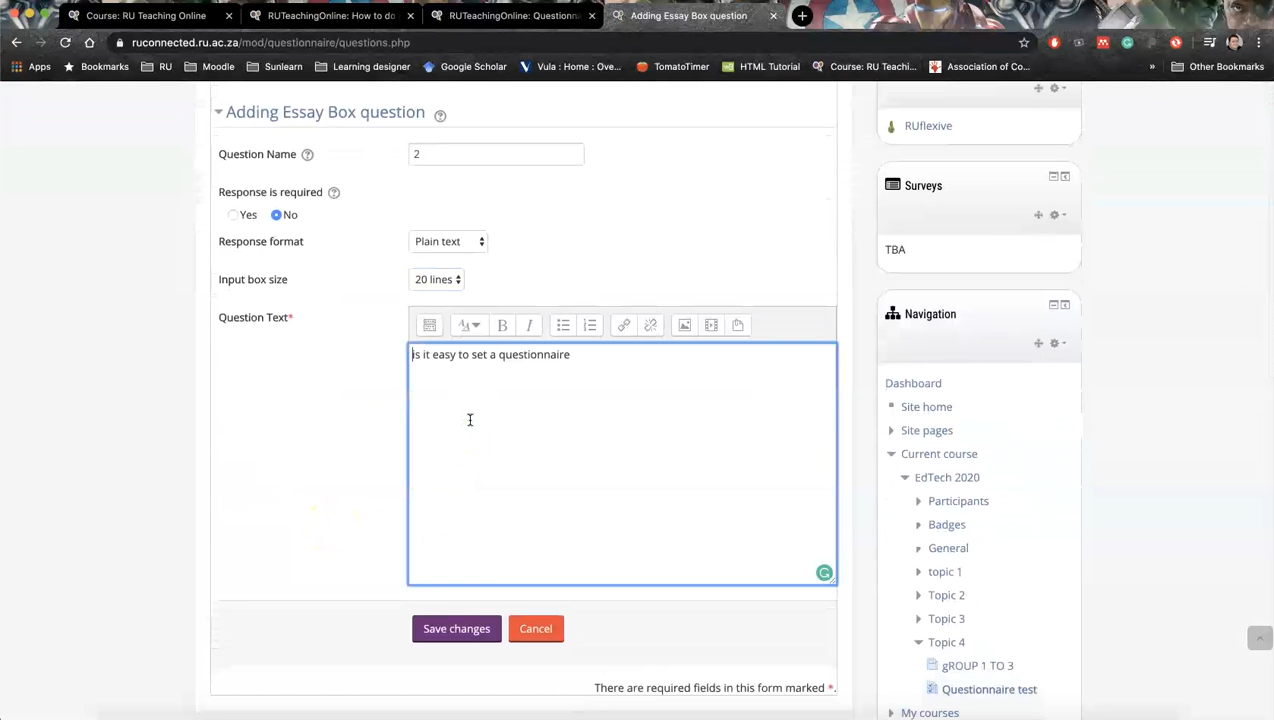 Course: RU Teaching Online
RUTeachingOnline: How to do
RUTeachingOnline: Questionn
Adding Essay Box question
ruconnected.ru.ac.za/mod/questionnaire/questions.php
Apps
Bookmarks
RU
Moodle
Sunlearn
Learning designer
Google Scholar
Vula : Home : Ove...
TomatoTimer
HTML Tutorial
Course: RU Teachi...
Association of Co...
»
Other Bookmarks
Adding Essay Box question
Question Name
2
Response is required
Yes No
Response format
Plain text
Input box size
20 lines
Question Text*
is it easy to set a questionnaire
Save changes
Cancel
There are required fields in this form marked *.
RUflexive
Surveys
TBA
Navigation
Dashboard
Site home
Site pages
Current course
EdTech 2020
Participants
Badges
General
topic 1
Topic 2
Topic 3
Topic 4
gROUP 1 TO 3
Questionnaire test
My courses